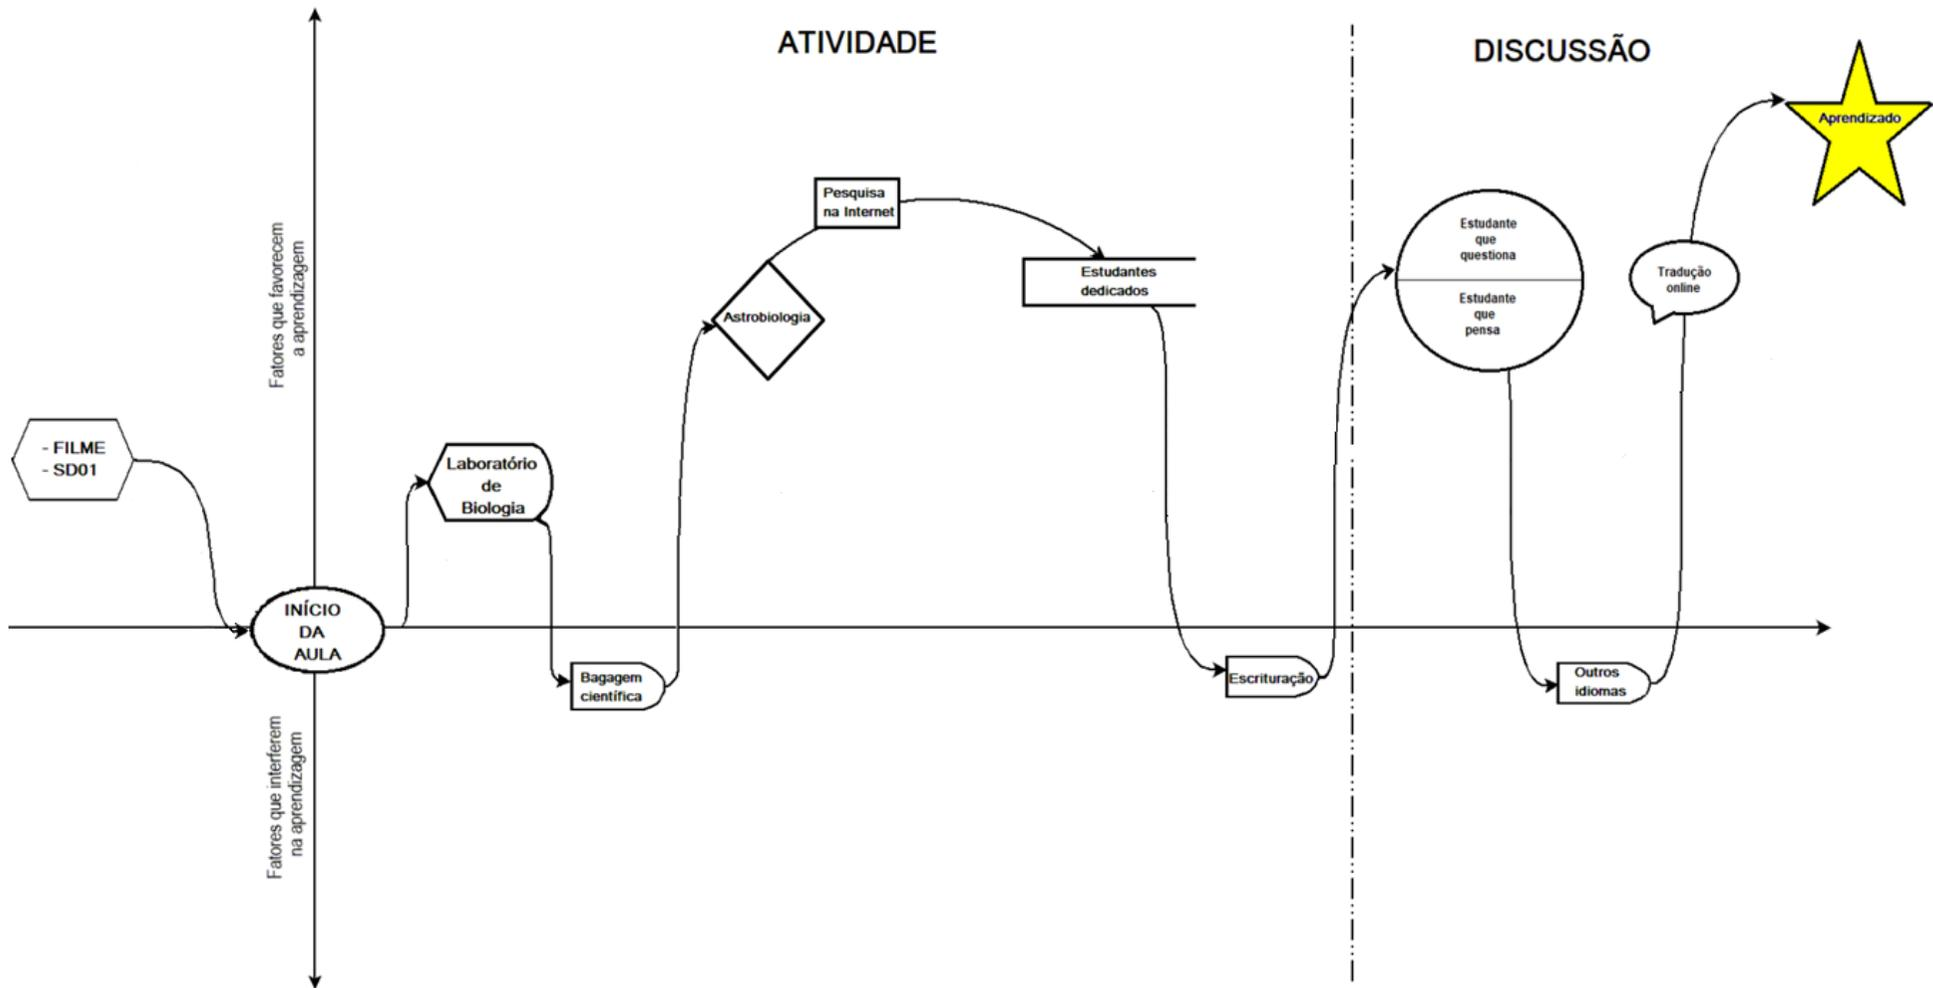 ATIVIDADE
DISCUSSÃO
Aprendizado
Pesquisa
na Internet
Fatores que favorecem
a aprendizagem
Estudante
que
questiona
Estudantes
dedicados
Tradução
online
Estudante
que
pensa
Astrobiologia
- FILME
- SD01
Laboratório
de
Biologia
INÍCIO
DA
AULA
Bagagem
científica
Escrituração
Outros
idiomas
Fatores que interferem
na aprendizagem